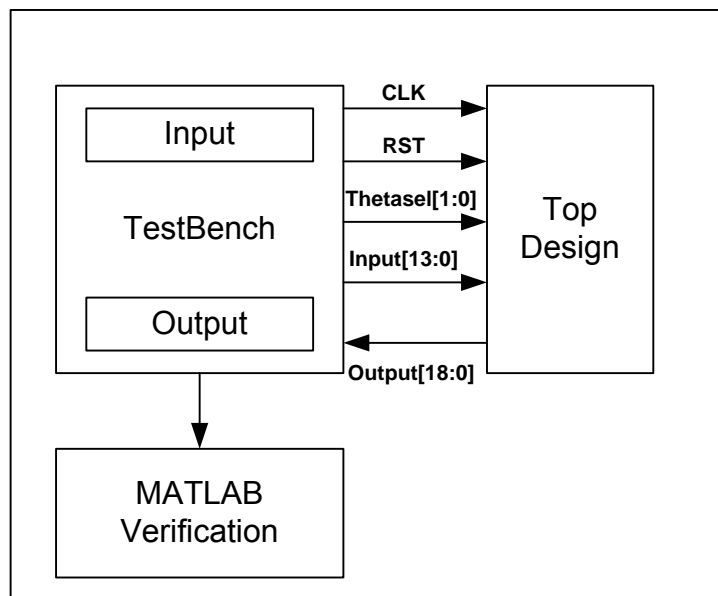 CLK
Input
RST
Thetasel[1:0]
TestBench
Top
Design
Input[13:0]
Output
Output[18:0]
MATLAB
Verification